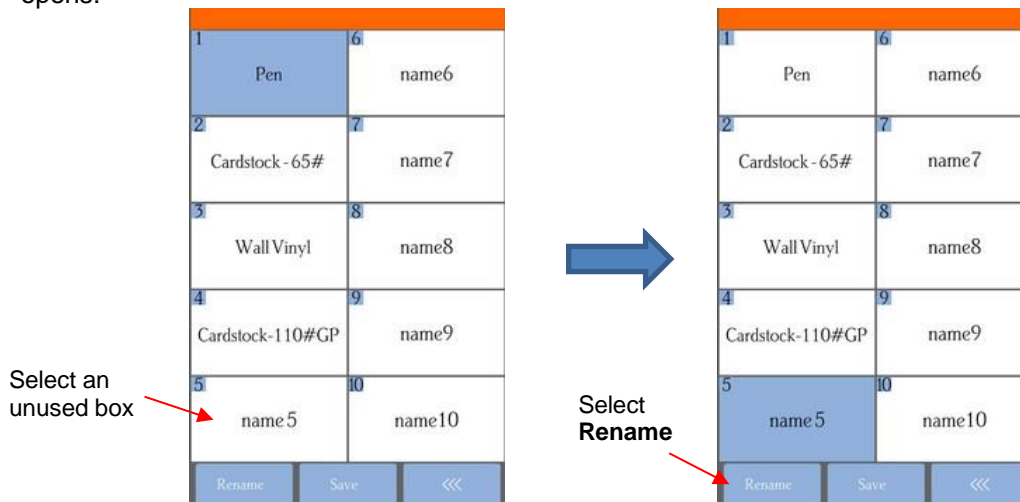 opens.
1
Pen
6
name6
2
Cardstock-65#
7
name7
3
Wall Vinyl
8
name8
4
Cardstock-110#GP
9
name9
5
name 5
10
name10
Rename
Save
<<<
Select an
unused box
1
Pen
6
name6
2
Cardstock-65#
7
name7
3
Wall Vinyl
8
name8
4
Cardstock-110#GP
9
name9
5
name 5
10
name10
Rename
Save
<<<
Select
Rename